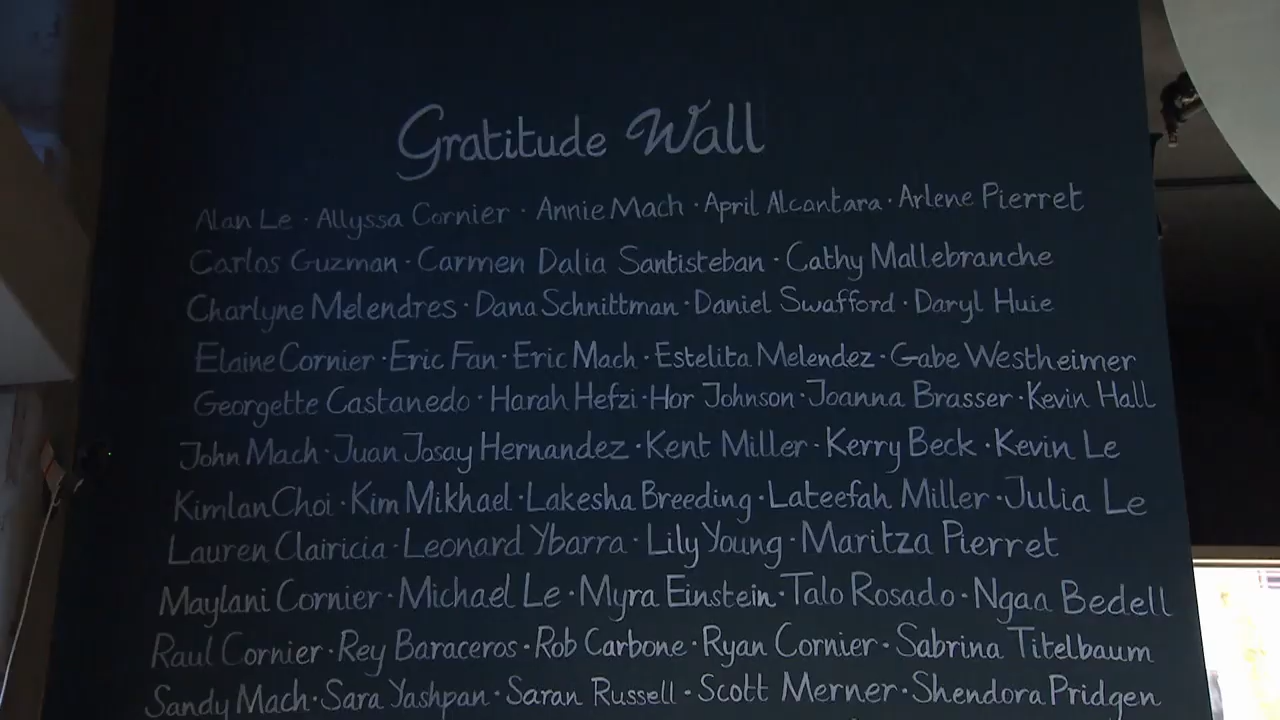 Gratitude Wall
Alan Le · Allyssa Cornier · Annie Mach · April Alcantara · Arlene Pierret
Carlos Guzman · Carmen Dalia Santisteban · Cathy Mallebranche
Charlyne Melendres · Dana Schnittman · Daniel Swafford · Daryl Huie
Elaine Cornier · Eric Fan · Eric Mach · Estelita Melendez · Gabe Westheimer
Georgette Castanedo · Harah Hefzi · Hor Johnson · Joanna Brasser · Kevin Hall
John Mach · Juan Josay Hernandez · Kent Miller · Kerry Beck · Kevin Le
Kimlan Choi · Kim Mikhael · Lakesha Breeding · Lateefah Miller · Julia Le
Lauren Clairicia · Leonard Ybarra · Lily Young · Maritza Pierret
Maylani Cornier · Michael Le · Myra Einstein · Talo Rosado · Ngaa Bedell
Raul Cornier · Rey Baraceros · Rob Carbone · Ryan Cornier · Sabrina Titelbaum
Sandy Mach · Sara Yashpan · Saran Russell · Scott Merner · Shendora Pridgen